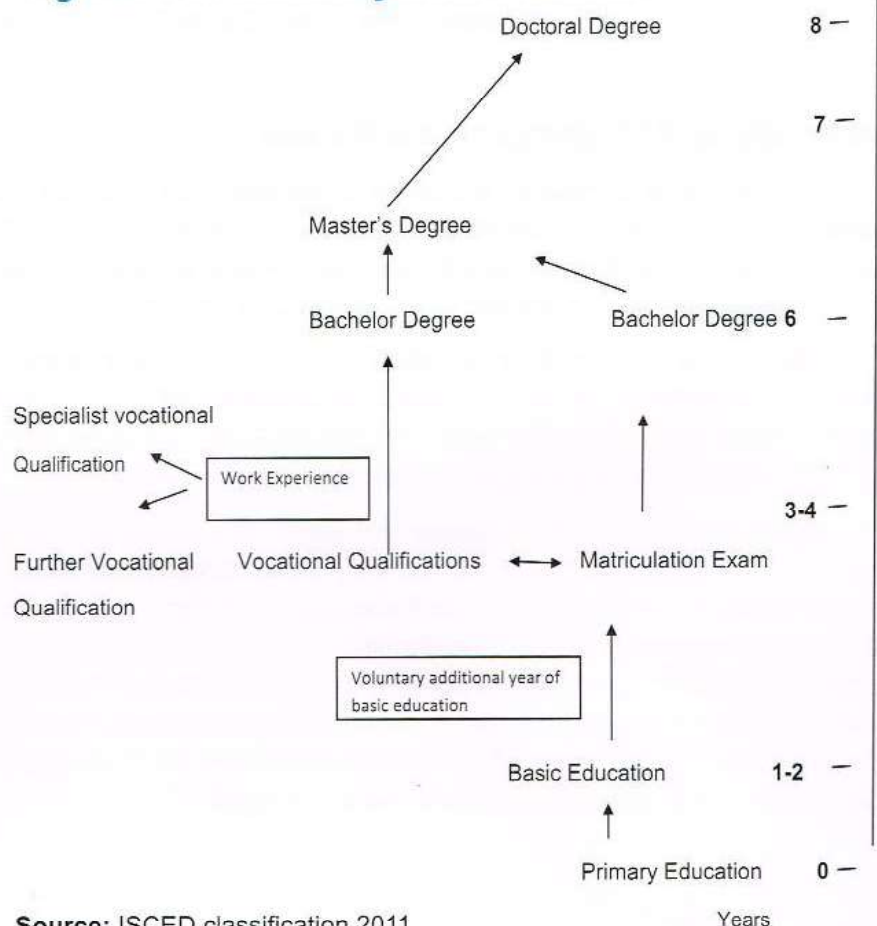 Doctoral Degree 8
7
Master's Degree
Bachelor Degree Bachelor Degree 6
Specialist vocational
Qualification
Work Experience
3-4
Further Vocational Vocational Qualifications Matriculation Exam
Qualification
Voluntary additional year of
basic education
Basic Education 1-2
Primary Education 0
Source: ISCED classification 2011 Years